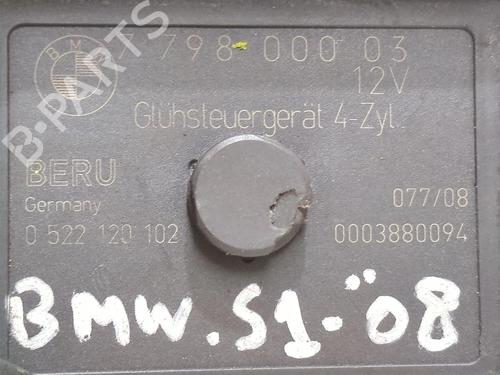 BMW 7 798 000 03
12V
Glühsteuergerät 4-Zyl.
BERU
Germany
077/08
0 522 120 102
0003880094
BMW.S1-08
B-PARTS